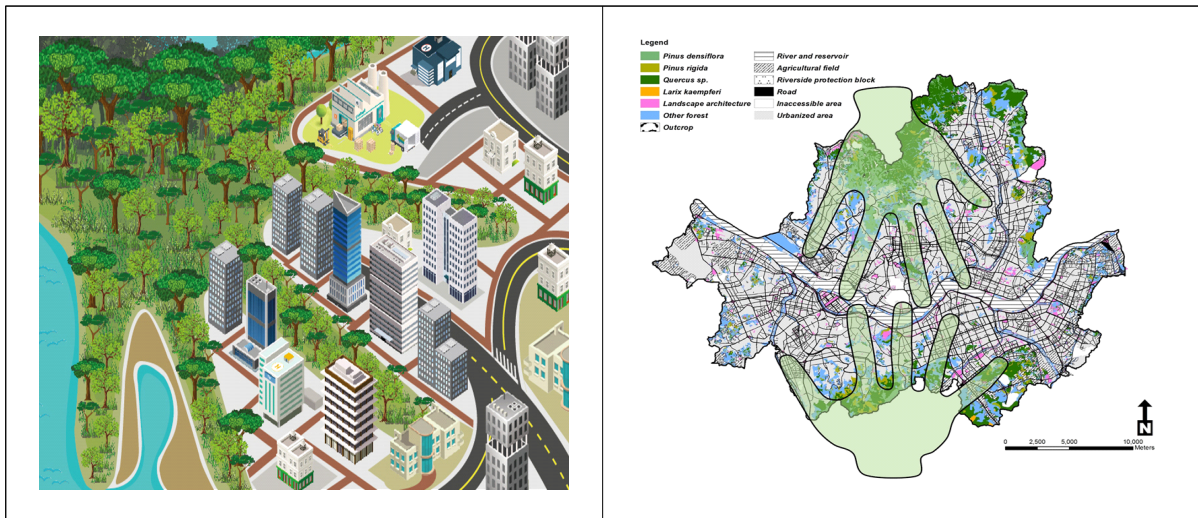 Legend
Pinus densiflora
Pinus rigida
Quercus sp.
Larix kaempferi
Landscape architecture
Other forest
Outcrop
River and reservoir
Agricultural field
Riverside protection block
Road
Inaccessible area
Urbanized area
N
0 2,500 5,000 10,000
Meters